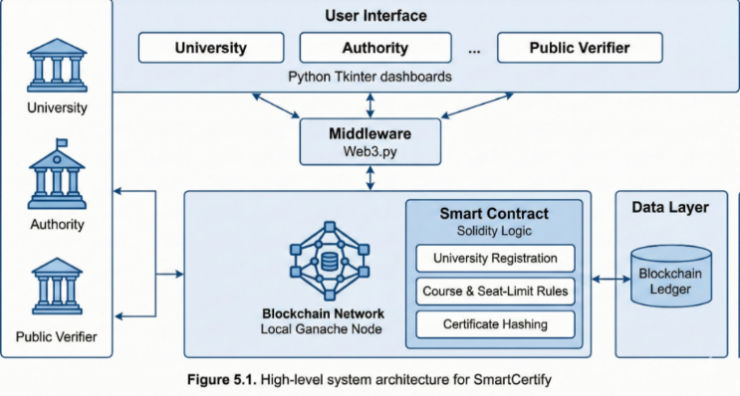 User Interface
University
Authority
...
Public Verifier
Python Tkinter dashboards
University
Authority
Public Verifier
Middleware
Web3.py
Blockchain Network
Local Ganache Node
Smart Contract
Solidity Logic
University Registration
Course & Seat-Limit Rules
Certificate Hashing
Data Layer
Blockchain
Ledger
Figure 5.1. High-level system architecture for SmartCertify